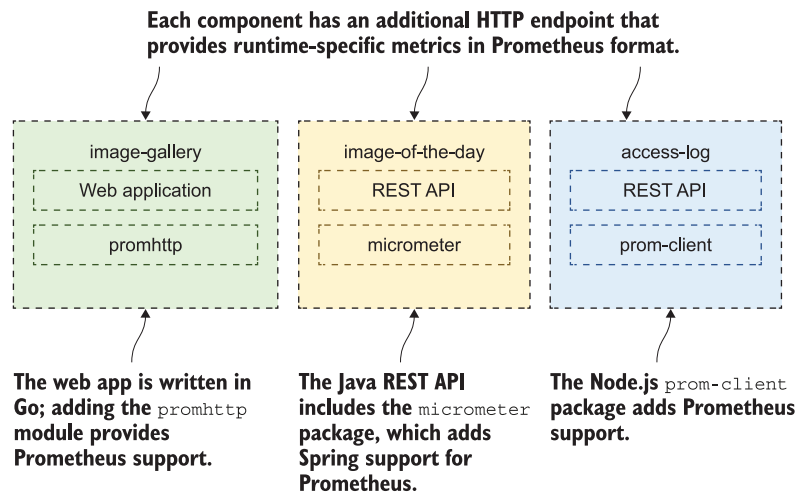 Each component has an additional HTTP endpoint that
provides runtime-specific metrics in Prometheus format.
image-gallery
Web application
promhttp
image-of-the-day
REST API
micrometer
access-log
REST API
prom-client
The web app is written in
Go; adding the promhttp
module provides
Prometheus support.
The Java REST API
includes the micrometer
package, which adds
Spring support for
Prometheus.
The Node.js prom-client
package adds Prometheus
support.